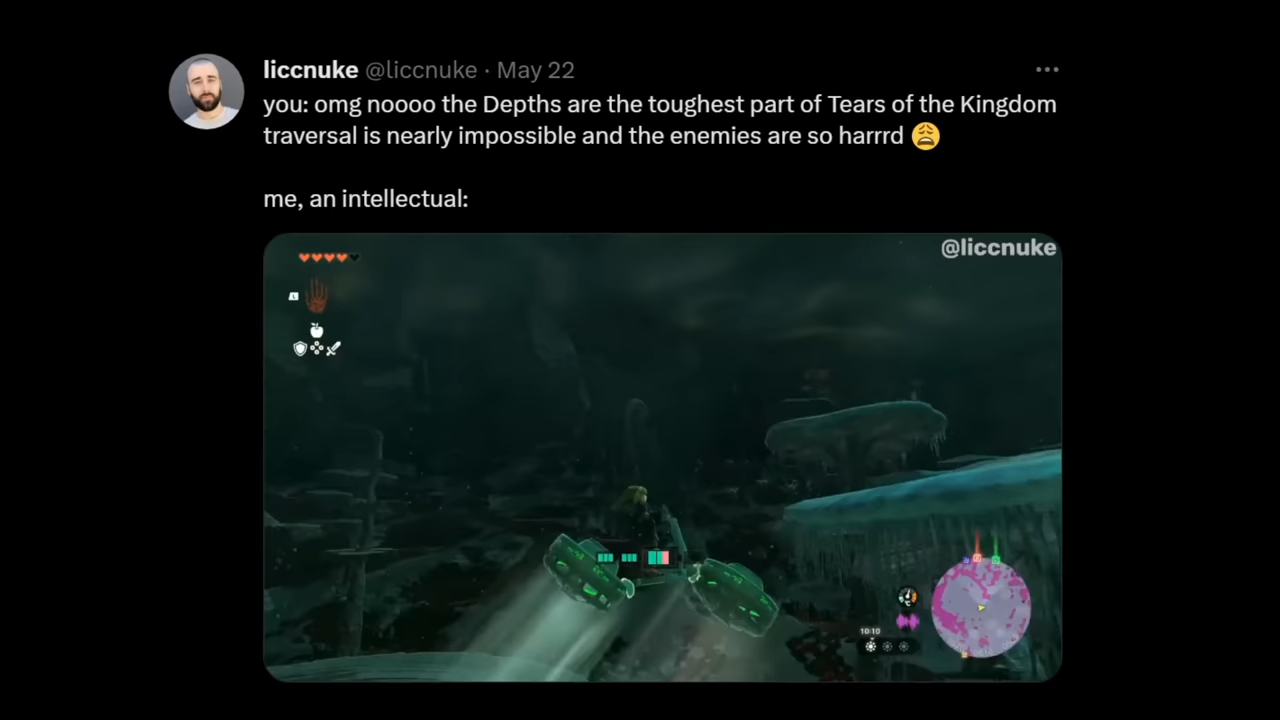 liccnuke @liccnuke · May 22
you: omg noooo the Depths are the toughest part of Tears of the Kingdom
traversal is nearly impossible and the enemies are so harrrd 😩
me, an intellectual:
@liccnuke
L
10:10